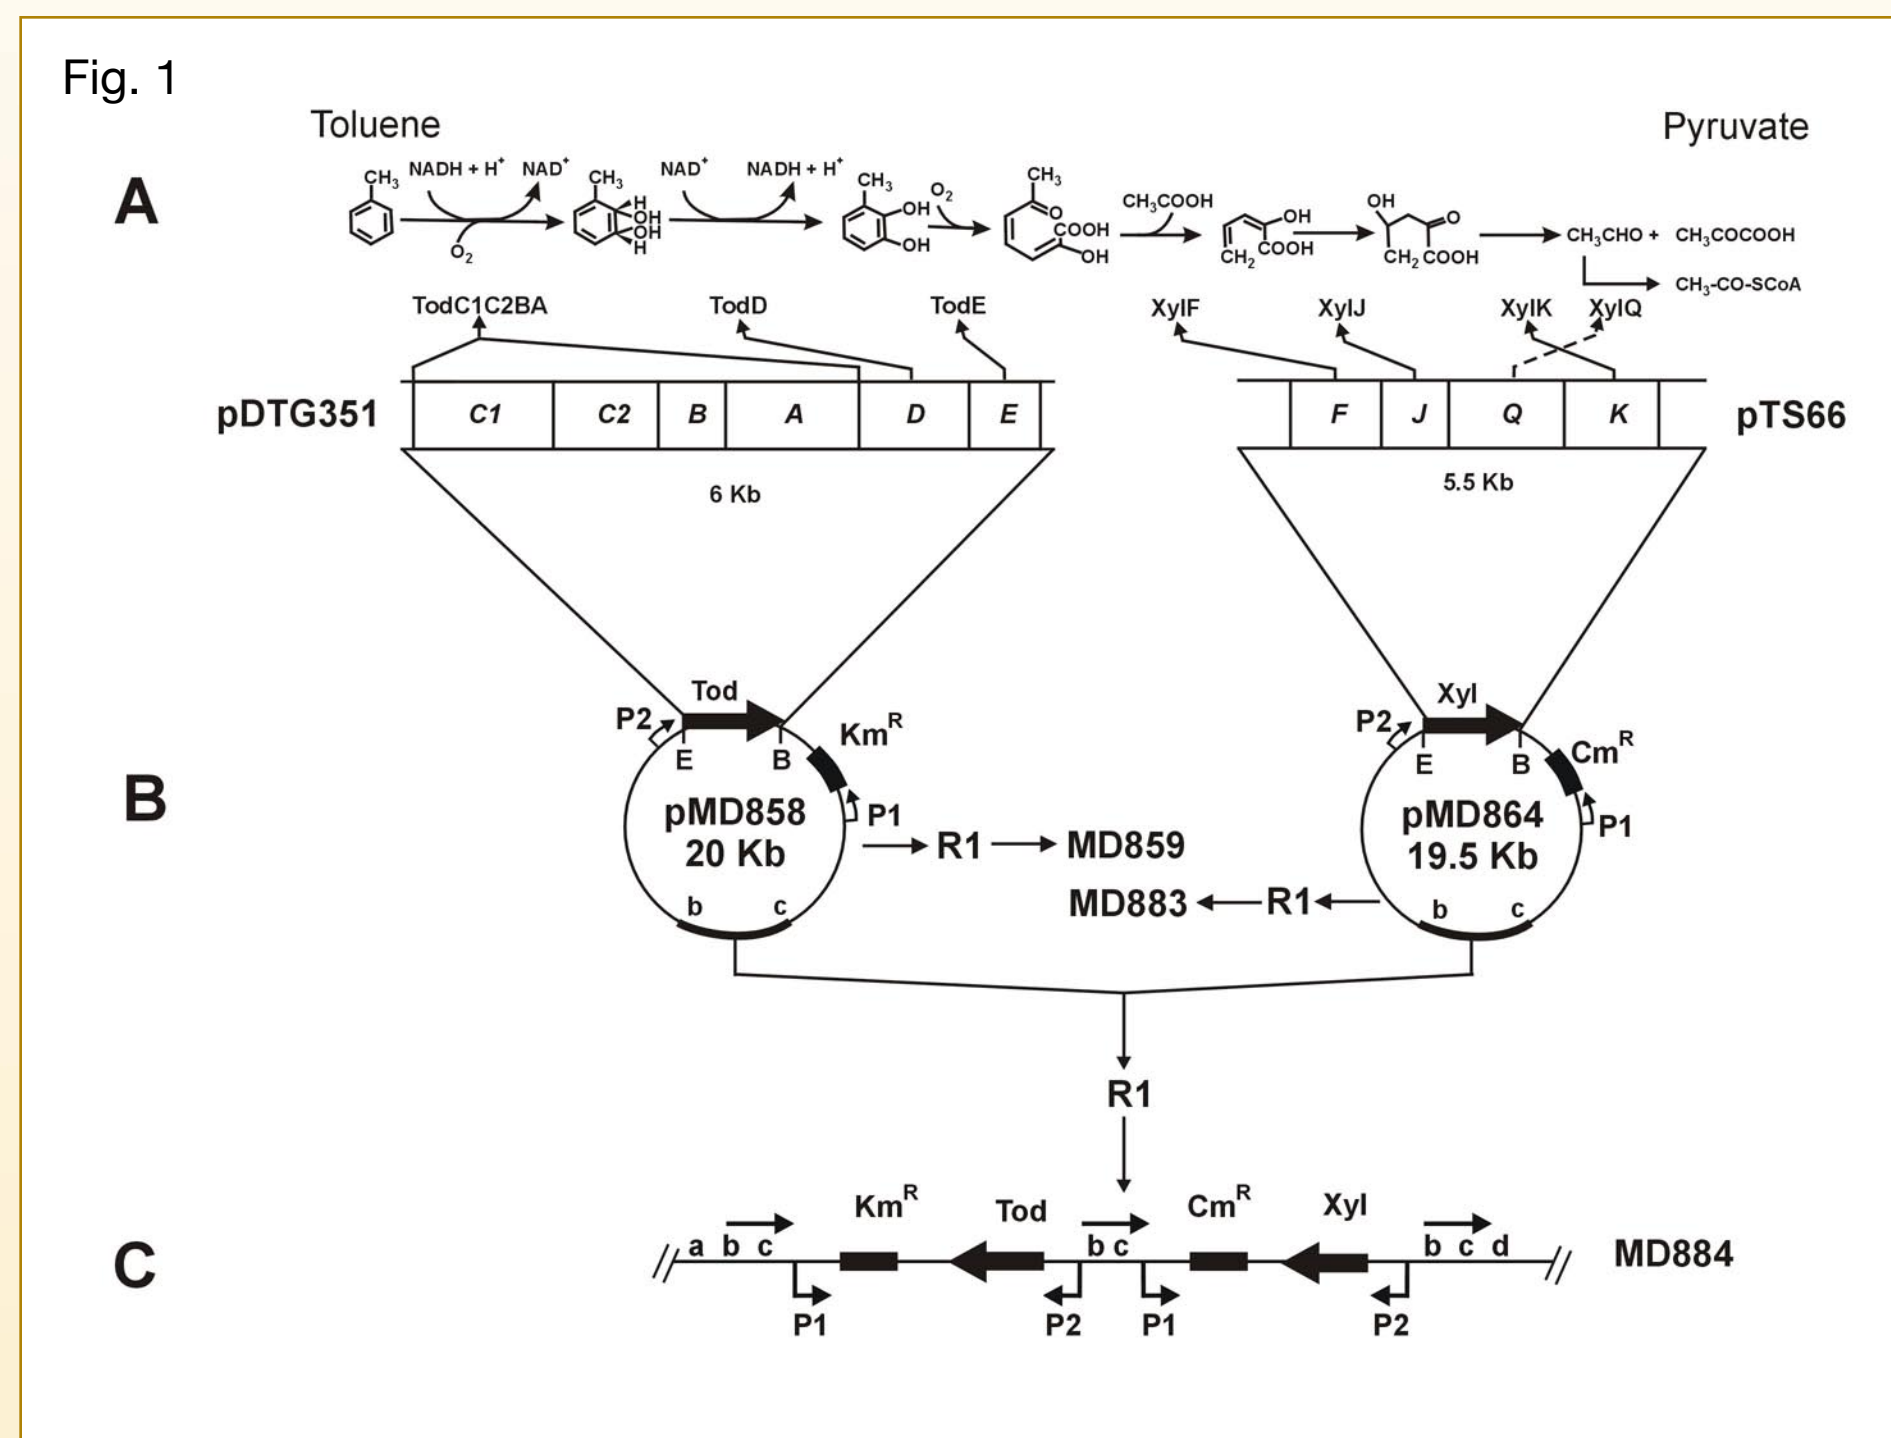 Fig. 1
Toluene
Pyruvate
A
CH3 NADH + H+ NAD+ CH3 NAD+ NADH + H+ CH3 O2 CH3 CH3COOH OH
O2 H OH OH H OH OH O COOH OH OH COOH CH2 O CH2 COOH CH3CHO + CH3COCOOH
CH3-CO-SCoA
TodC1C2BA TodD TodE XylF XylJ XylK XylQ
pDTG351 C1 C2 B A D E F J Q K pTS66
6 Kb 5.5 Kb
Tod Xyl
P2 KmR P2 CmR
E B E B
B
pMD858 P1 pMD864 P1
20 Kb R1 MD859 19.5 Kb
MD883 R1
b c b c
R1
KmR Tod CmR Xyl
a b c b c b c d
C
MD884
P1 P2 P1 P2